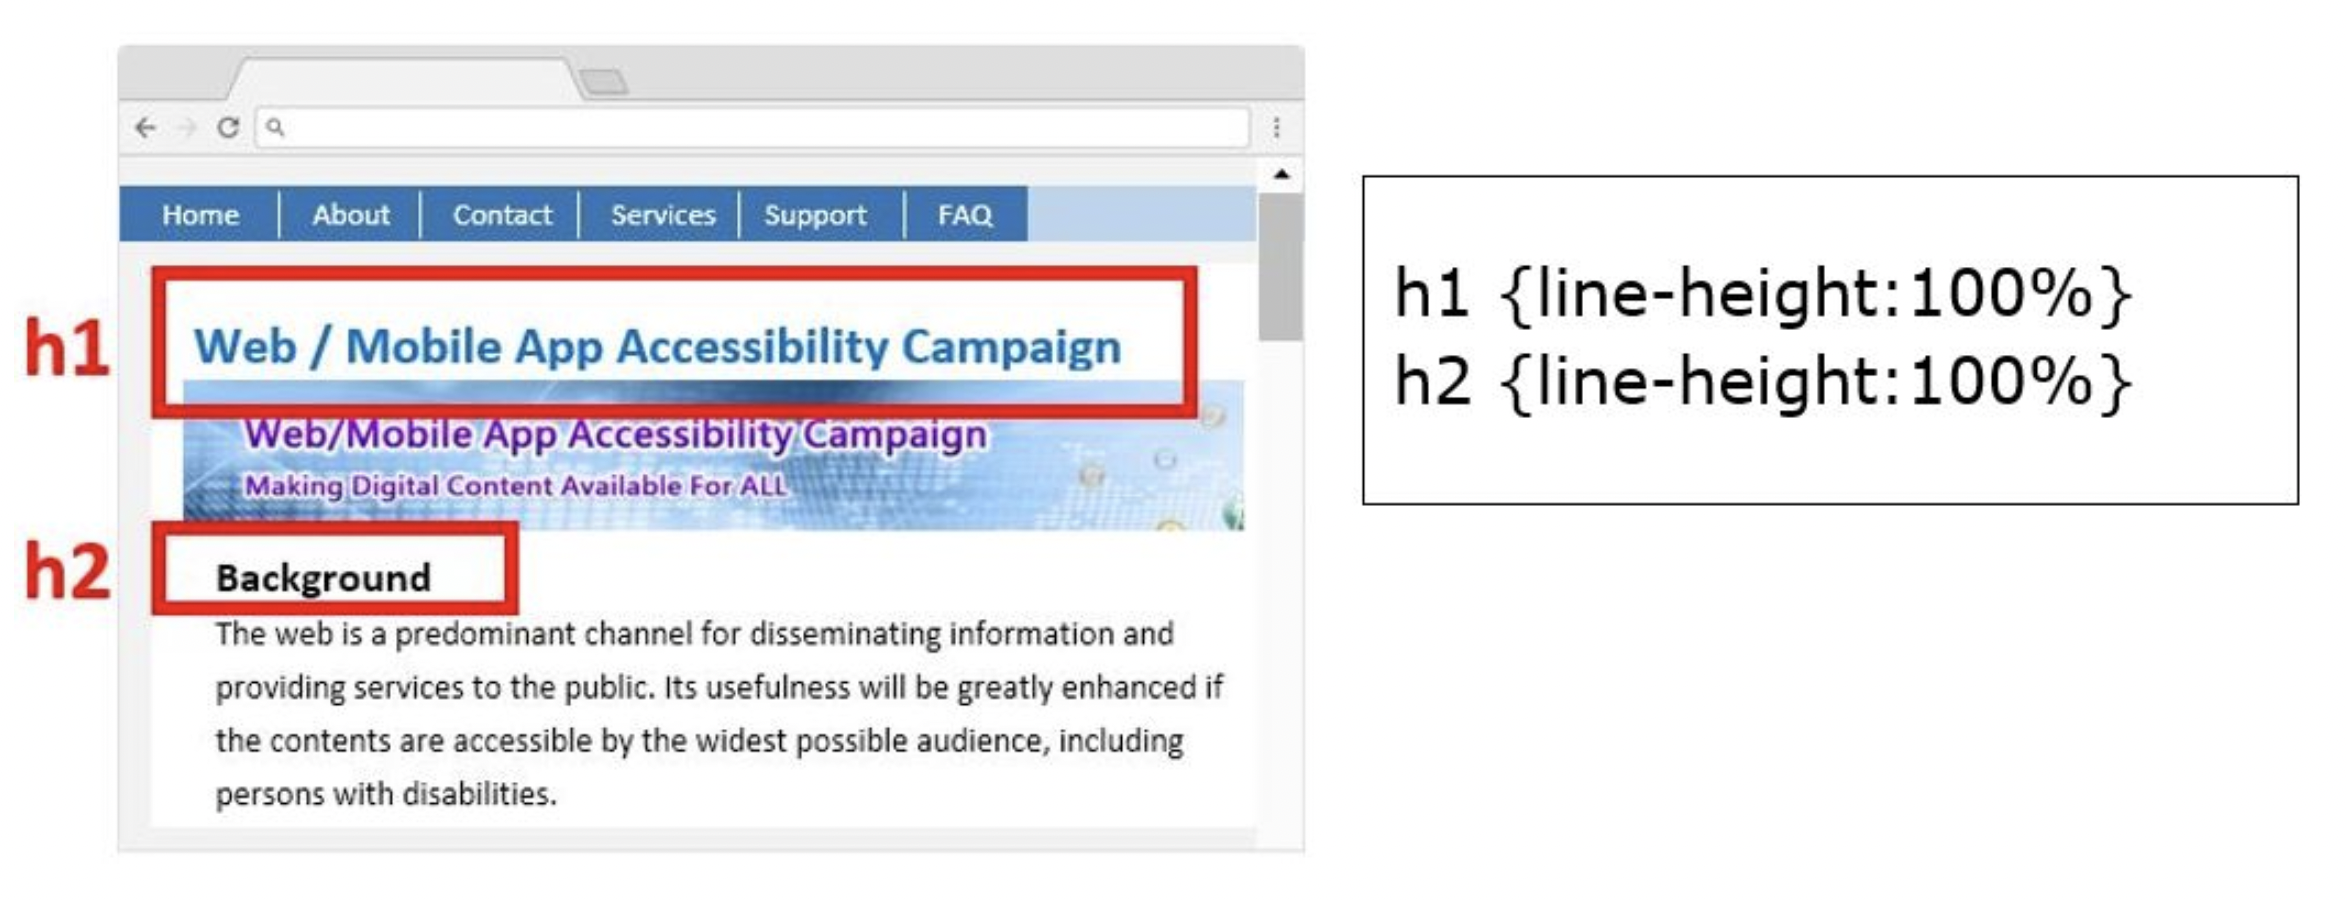 Home About Contact Services Support FAQ
h1
Web / Mobile App Accessibility Campaign
Web/Mobile App Accessibility Campaign
Making Digital Content Available For ALL
h2
Background
The web is a predominant channel for disseminating information and
providing services to the public. Its usefulness will be greatly enhanced if
the contents are accessible by the widest possible audience, including
persons with disabilities.
h1 {line-height:100%}
h2 {line-height:100%}